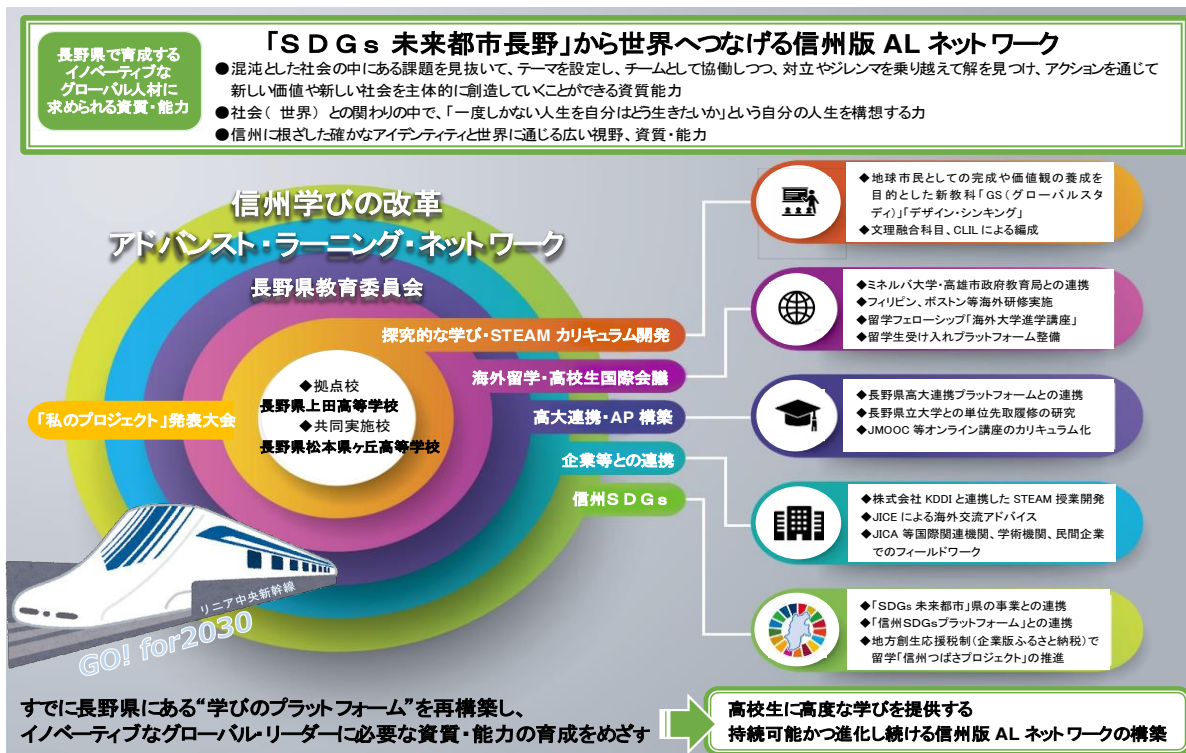 長野県で育成する
イノベーティブな
グローバル人材に
求められる資質・能力
「ＳＤＧｓ 未来都市長野」から世界へつなげる信州版 AL ネットワーク
●混沌とした社会の中にある課題を見抜いて、テーマを設定し、チームとして協働しつつ、対立やジレンマを乗り越えて解を見つけ、アクションを通じて
新しい価値や新しい社会を主体的に創造していくことができる資質能力
●社会（ 世界） との関わりの中で、「一度しかない人生を自分はどう生きたいか」という自分の人生を構想する力
●信州に根ざした確かなアイデンティティと世界に通じる広い視野、資質・能力
信州学びの改革
アドバンスト・ラーニング・ネットワーク
長野県教育委員会
探究的な学び・STEAM カリキュラム開発
海外留学・高校生国際会議
高大連携・AP 構築
企業等との連携
信州ＳＤＧｓ
「私のプロジェクト」発表大会
◆拠点校
長野県上田高等学校
◆共同実施校
長野県松本県ヶ丘高等学校
◆地球市民としての完成や価値観の養成を
目的とした新教科「GS（グローバルスタ
ディ）」「デザイン・シンキング」
◆文理融合科目、CLIL による編成
◆ミネルバ大学・高雄市政府教育局との連携
◆フィリピン、ボストン等海外研修実施
◆留学フェローシップ「海外大学進学講座」
◆留学生受け入れプラットフォーム整備
◆長野県高大連携プラットフォームとの連携
◆長野県立大学との単位先取履修の研究
◆JMOOC 等オンライン講座のカリキュラム化
◆株式会社 KDDI と連携した STEAM 授業開発
◆JICE による海外交流アドバイス
◆JICA 等国際関連機関、学術機関、民間企業
でのフィールドワーク
◆「SDGs 未来都市」県の事業との連携
◆「信州SDGsプラットフォーム」との連携
◆地方創生応援税制（企業版ふるさと納税）で
留学「信州つばさプロジェクト」の推進
リニア中央新幹線
GO! for2030
すでに長野県にある“学びのプラットフォーム”を再構築し、
イノベーティブなグローバル・リーダーに必要な資質・能力の育成をめざす
高校生に高度な学びを提供する
持続可能かつ進化し続ける信州版 AL ネットワークの構築